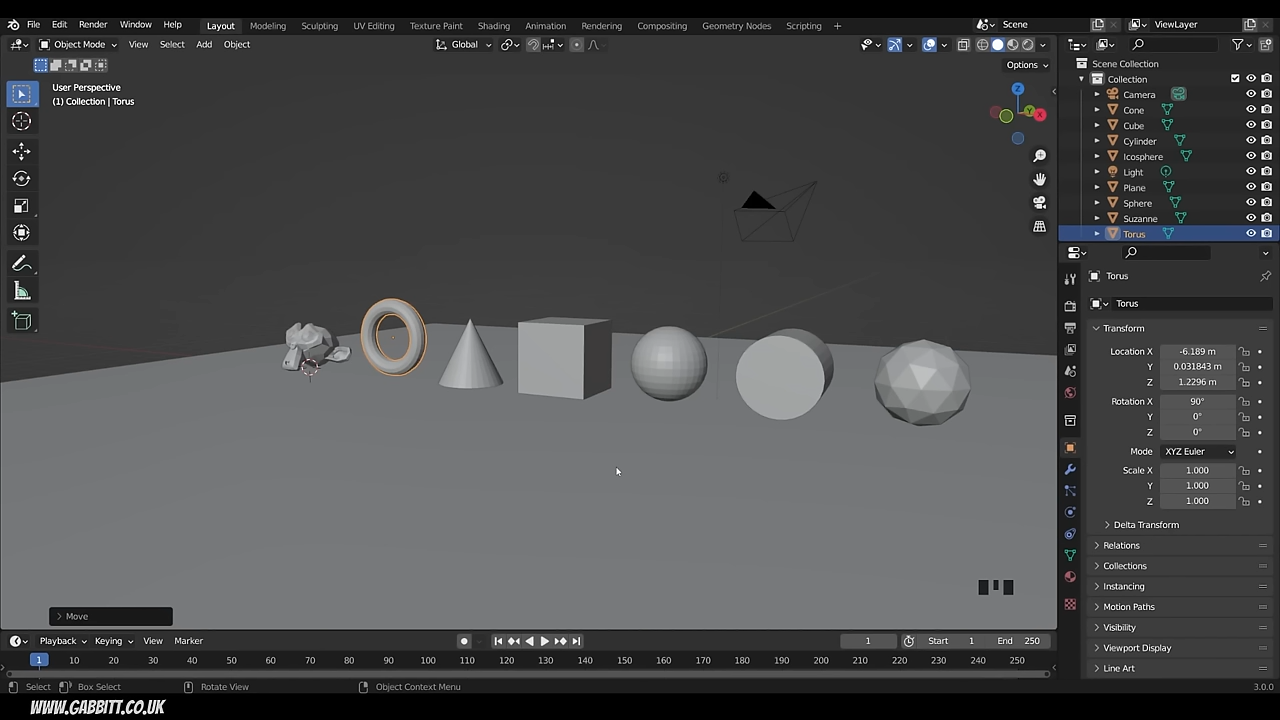 File Edit Render Window Help Layout Modeling Sculpting UV Editing Texture Paint Shading Animation Rendering Compositing Geometry Nodes Scripting + Scene ViewLayer
Object Mode View Select Add Object Global
Options
User Perspective
(1) Collection | Torus
Z
Y
X
Move
Scene Collection
Collection
Camera
Cone
Cube
Cylinder
Icosphere
Light
Plane
Sphere
Suzanne
Torus
Torus
Torus
Transform
Location X -6.189 m
Y 0.031843 m
Z 1.2296 m
Rotation X 90°
Y 0°
Z 0°
Mode XYZ Euler
Scale X 1.000
Y 1.000
Z 1.000
Delta Transform
Relations
Collections
Instancing
Motion Paths
Visibility
Viewport Display
Line Art
Playback Keying View Marker 1 Start 1 End 250
1 10 20 30 40 50 60 70 80 90 100 110 120 130 140 150 160 170 180 190 200 210 220 230 240 250
Select Box Select Rotate View Object Context Menu 3.0.0
WWW.GABBITT.CO.UK